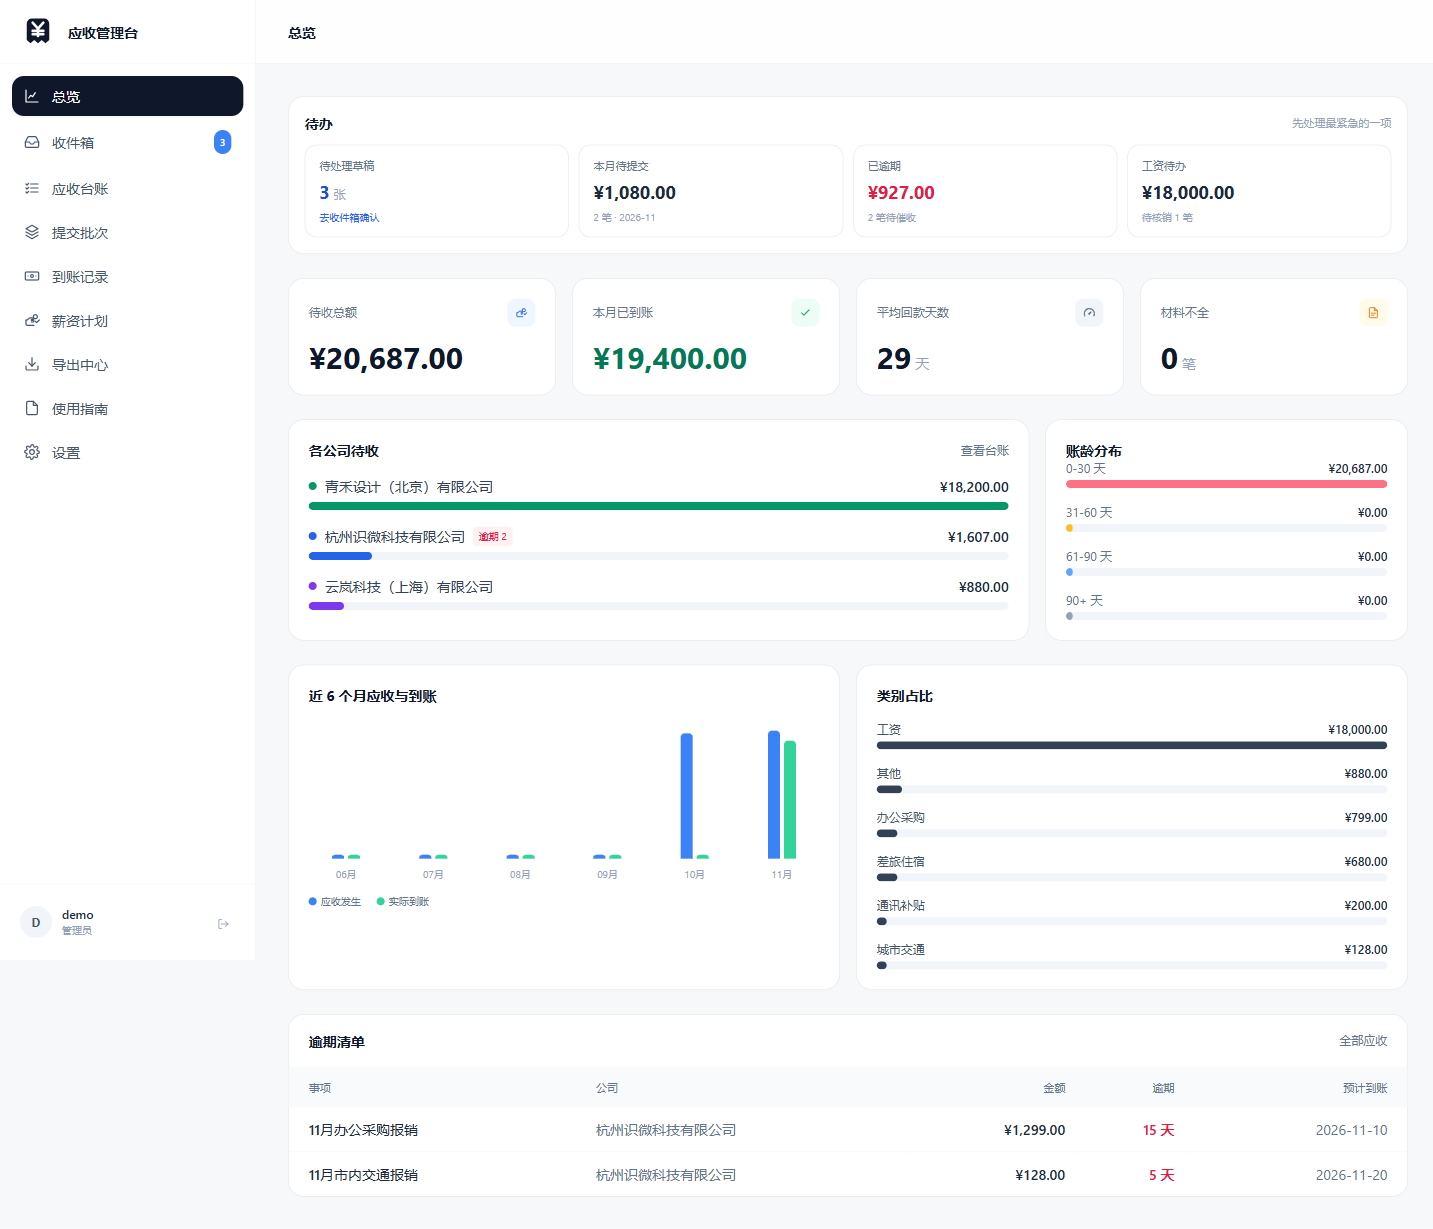 应收管理台
总览
收件箱
3
应收台账
提交批次
到账记录
薪资计划
导出中心
使用指南
设置
D
demo
管理员
总览
待办
先处理最紧急的一项
待处理草稿
3 张
去收件箱确认
本月待提交
¥1,080.00
2 笔 · 2026-11
已逾期
¥927.00
2 笔待催收
工资待办
¥18,000.00
待核销 1 笔
待收总额
¥20,687.00
本月已到账
¥19,400.00
平均回款天数
29 天
材料不全
0 笔
各公司待收
查看台账
青禾设计（北京）有限公司
¥18,200.00
杭州识微科技有限公司
逾期 2
¥1,607.00
云岚科技（上海）有限公司
¥880.00
账龄分布
0-30 天
¥20,687.00
31-60 天
¥0.00
61-90 天
¥0.00
90+ 天
¥0.00
近 6 个月应收与到账
06月
07月
08月
09月
10月
11月
应收发生
实际到账
类别占比
工资
¥18,000.00
其他
¥880.00
办公采购
¥799.00
差旅住宿
¥680.00
通讯补贴
¥200.00
城市交通
¥128.00
逾期清单
全部应收
事项
公司
金额
逾期
预计到账
11月办公采购报销
杭州识微科技有限公司
¥1,299.00
15 天
2026-11-10
11月市内交通报销
杭州识微科技有限公司
¥128.00
5 天
2026-11-20